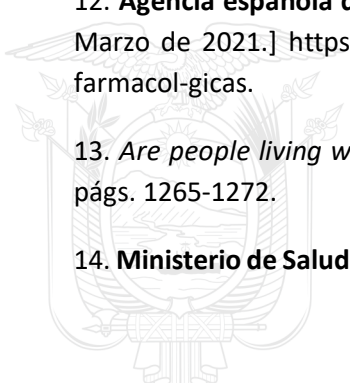 12. Agencia española d
Marzo de 2021.] https
farmacol-gicas.
13. Are people living w
págs. 1265-1272.
14. Ministerio de Salud